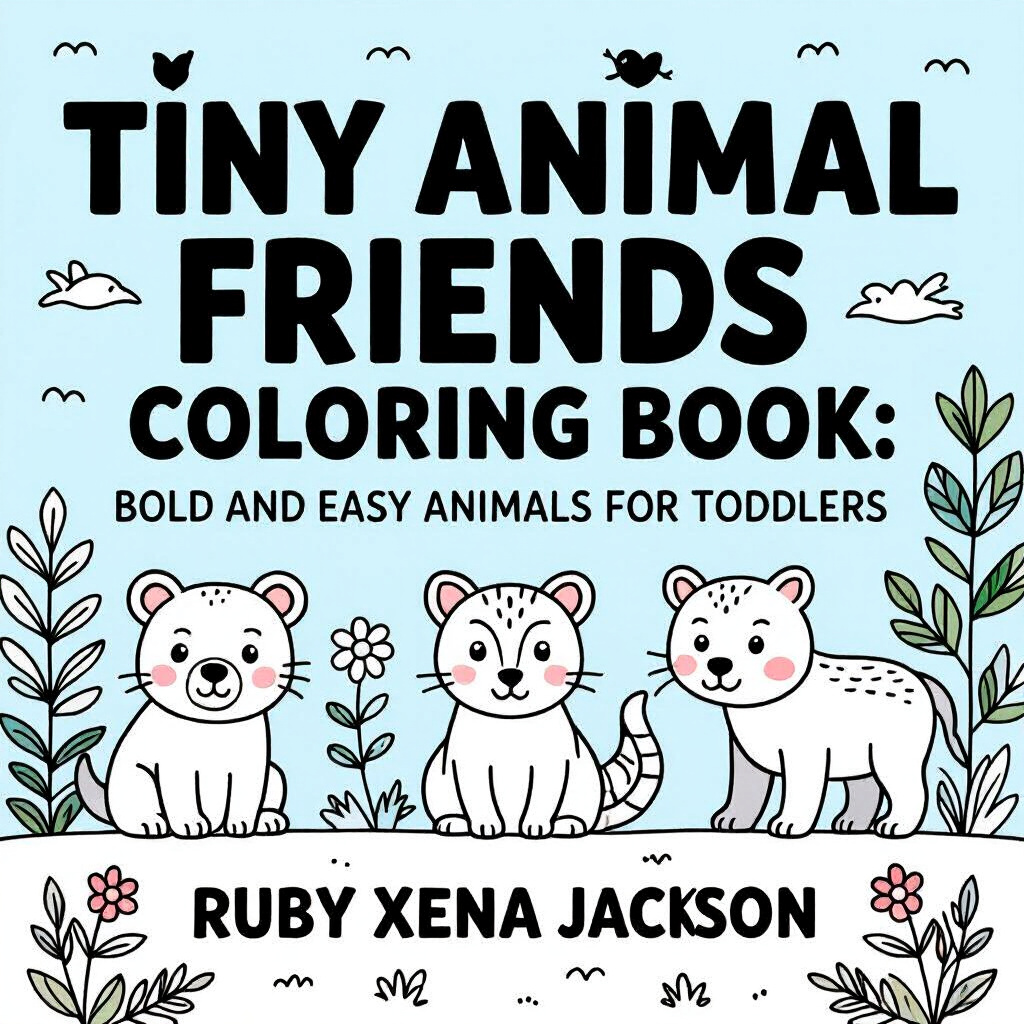 TINY ANIMAL
FRIENDS
COLORING BOOK:
BOLD AND EASY ANIMALS FOR TODDLERS
RUBY XENA JACKSON